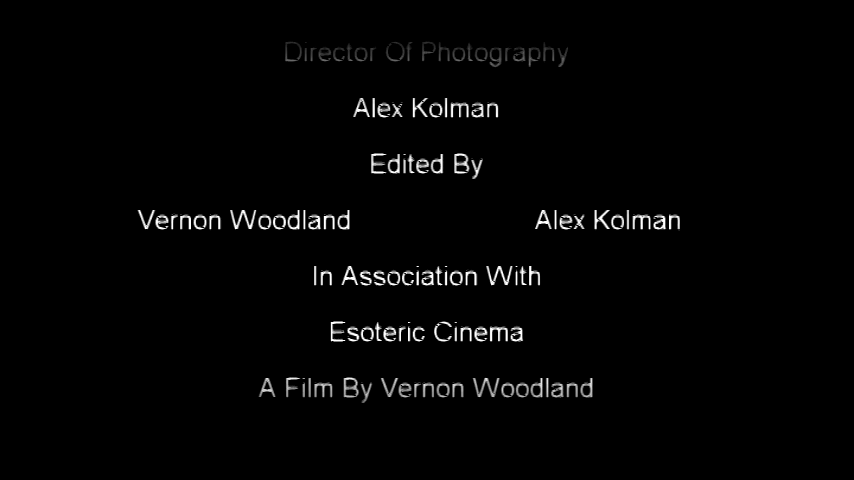 Director Of Photography
Alex Kolman
Edited By
Vernon Woodland Alex Kolman
In Association With
Esoteric Cinema
A Film By Vernon Woodland